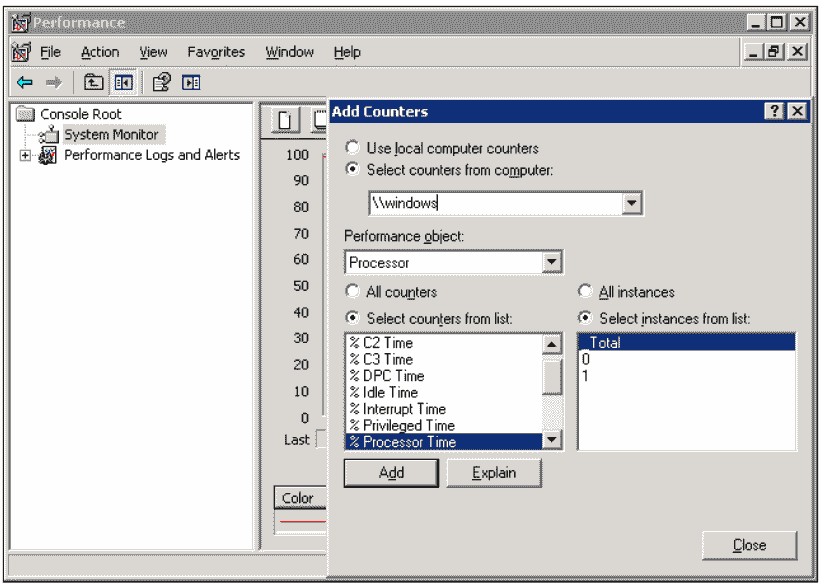 Performance
File Action View Favorites Window Help
Console Root
System Monitor
Performance Logs and Alerts
100
90
80
70
60
50
40
30
20
10
0
Last
Color
Add Counters
Use local computer counters
Select counters from computer:
\\windows
Performance object:
Processor
All counters
All instances
Select counters from list:
Select instances from list:
% C2 Time
% C3 Time
% DPC Time
% Idle Time
% Interrupt Time
% Privileged Time
% Processor Time
_Total
0
1
Add
Explain
Close